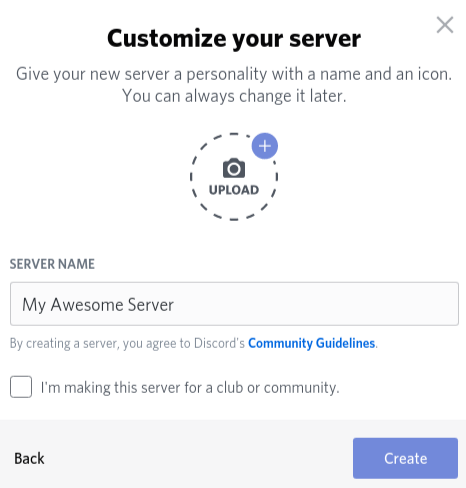 Customize your server
Give your new server a personality with a name and an icon.
You can always change it later.
UPLOAD
SERVER NAME
My Awesome Server
By creating a server, you agree to Discord's Community Guidelines.
I'm making this server for a club or community.
Back
Create